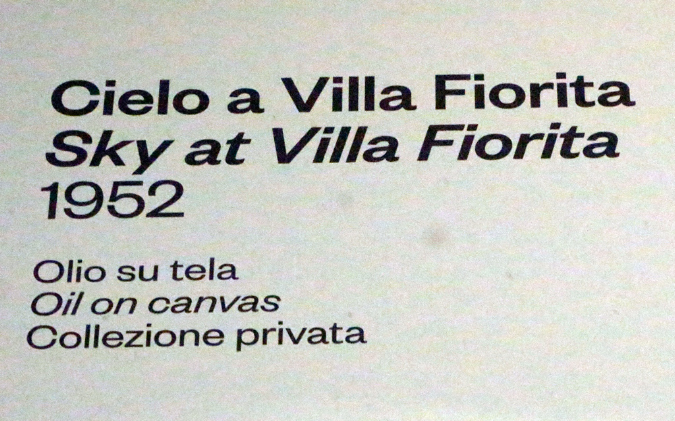 Cielo a Villa Fiorita
Sky at Villa Fiorita
1952
Olio su tela
Oil on canvas
Collezione privata